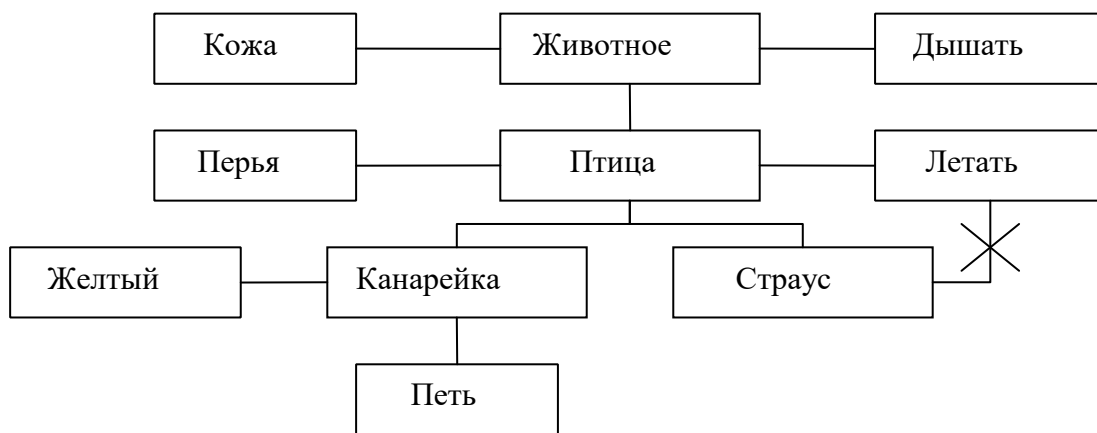 Кожа Животное Дышать
Перья Птица Летать
Желтый Канарейка Страус
Петь